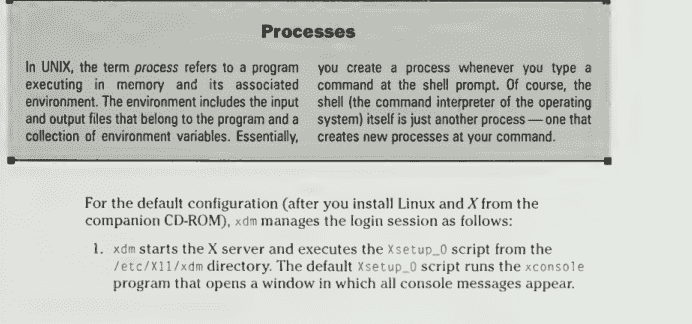 Processes
In UNIX, the term process refers to a program
executing in memory and its associated
environment. The environment includes the input
and output files that belong to the program and a
collection of environment variables. Essentially,
you create a process whenever you type a
command at the shell prompt. Of course, the
shell (the command interpreter of the operating
system) itself is just another process — one that
creates new processes at your command.
For the default configuration (after you install Linux and X from the
companion CD-ROM), xdm manages the login session as follows:
1. xdm starts the X server and executes the Xsetup_0 script from the
/etc/X11/xdm directory. The default Xsetup_0 script runs the xconsole
program that opens a window in which all console messages appear.